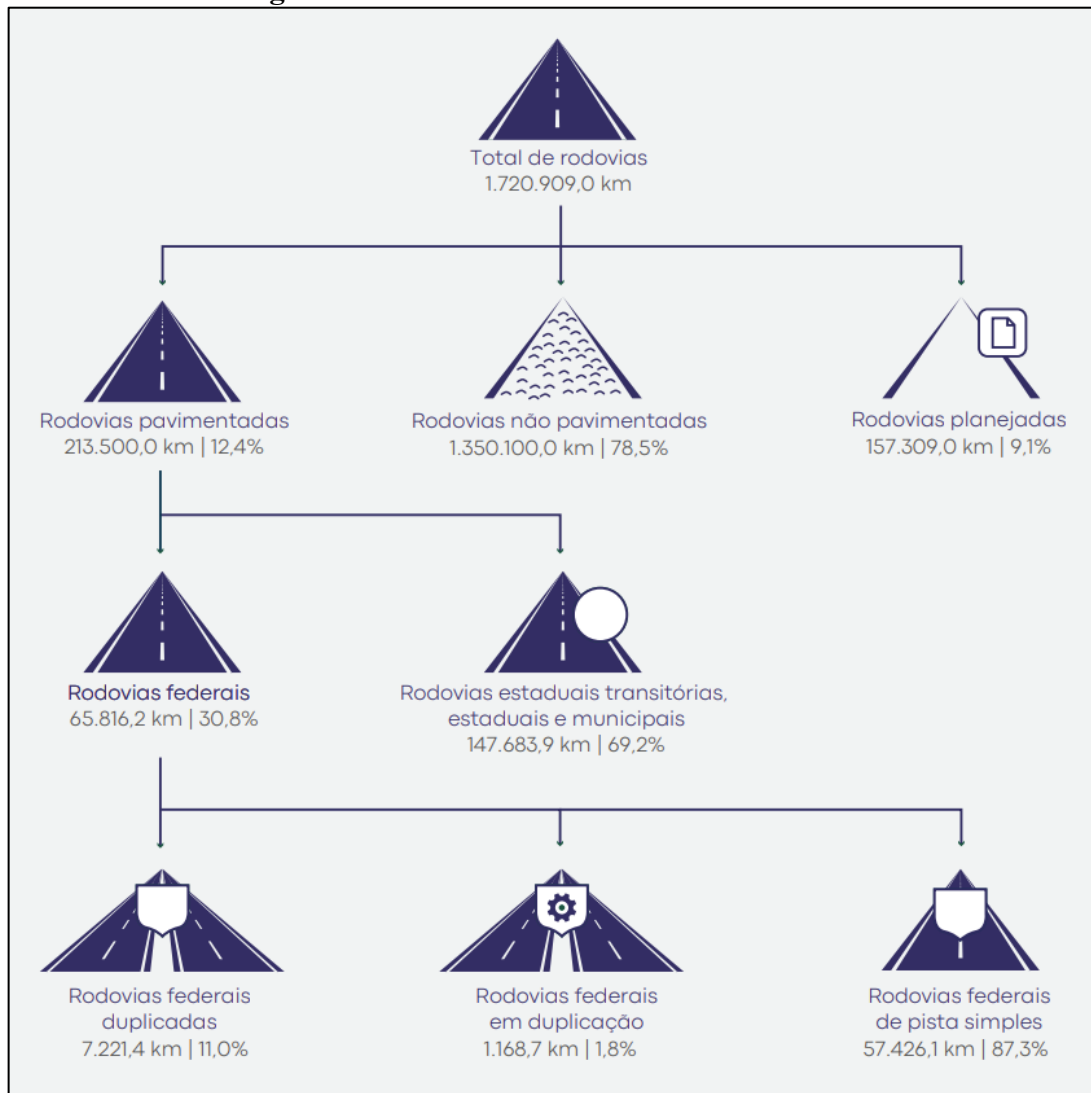 Total de rodovias
1.720.909,0 km
Rodovias pavimentadas
213.500,0 km | 12,4%
Rodovias não pavimentadas
1.350.100,0 km | 78,5%
Rodovias planejadas
157.309,0 km | 9,1%
Rodovias federais
65.816,2 km | 30,8%
Rodovias estaduais transitórias,
estaduais e municipais
147.683,9 km | 69,2%
Rodovias federais
duplicadas
7.221,4 km | 11,0%
Rodovias federais
em duplicação
1.168,7 km | 1,8%
Rodovias federais
de pista simples
57.426,1 km | 87,3%